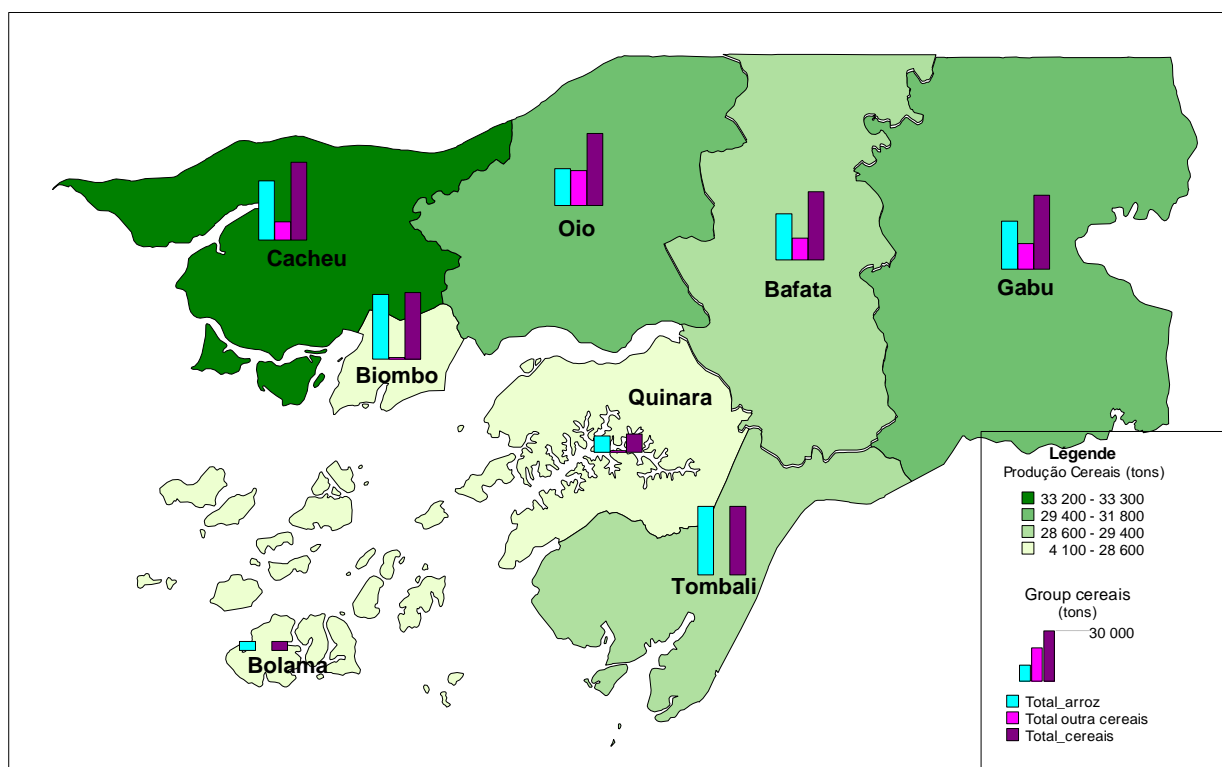 Oio
Cacheu
Bafata
Gabu
Biombo
Quinara
Tombali
Bolama
Légende
Produção Cereais (tons)
33 200 - 33 300
29 400 - 31 800
28 600 - 29 400
4 100 - 28 600
Group cereais
(tons)
30 000
Total_arroz
Total outra cereais
Total_cereais